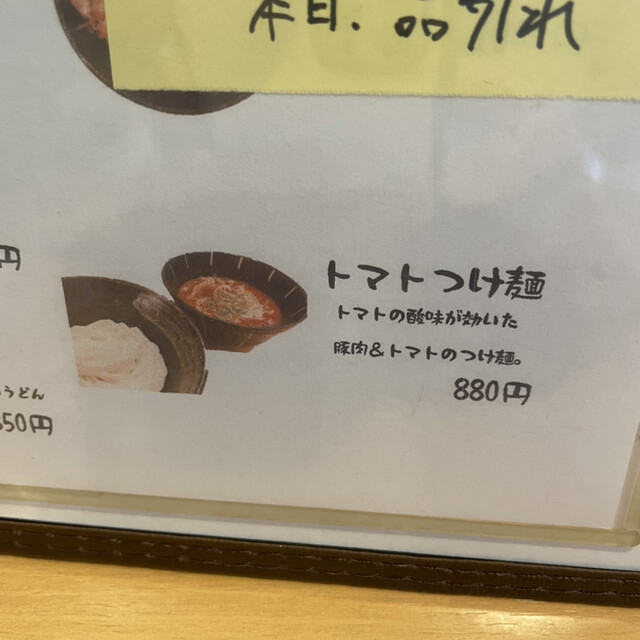 本日、品切れ
円
トマトつけ麺
トマトの酸味が効いた
豚肉&トマトのつけ麺。
880円
うどん
650円